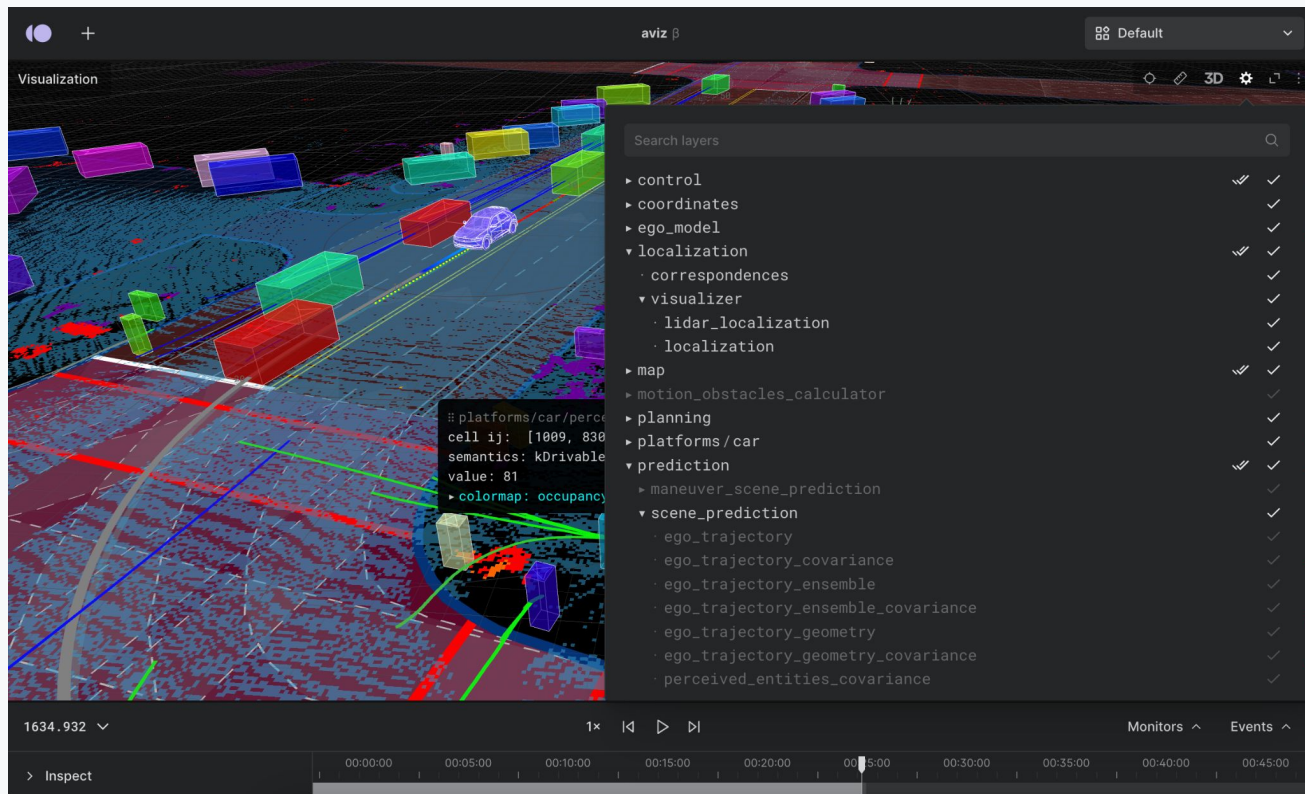 aviz β
Default
Visualization
3D
Search layers
▸ control
▸ coordinates
▸ ego_model
▾ localization
· correspondences
▾ visualizer
· lidar_localization
· localization
▸ map
▸ motion_obstacles_calculator
▸ planning
▸ platforms/car
▾ prediction
▸ maneuver_scene_prediction
▾ scene_prediction
· ego_trajectory
· ego_trajectory_covariance
· ego_trajectory_ensemble
· ego_trajectory_ensemble_covariance
· ego_trajectory_geometry
· ego_trajectory_geometry_covariance
· perceived_entities_covariance
platforms/car/perce
cell ij: [1009, 830
semantics: kDrivable
value: 81
▸ colormap: occupancy
1634.932
1×
Monitors
Events
Inspect
00:00:00 00:05:00 00:10:00 00:15:00 00:20:00 00:30:00 00:35:00 00:40:00 00:45:00